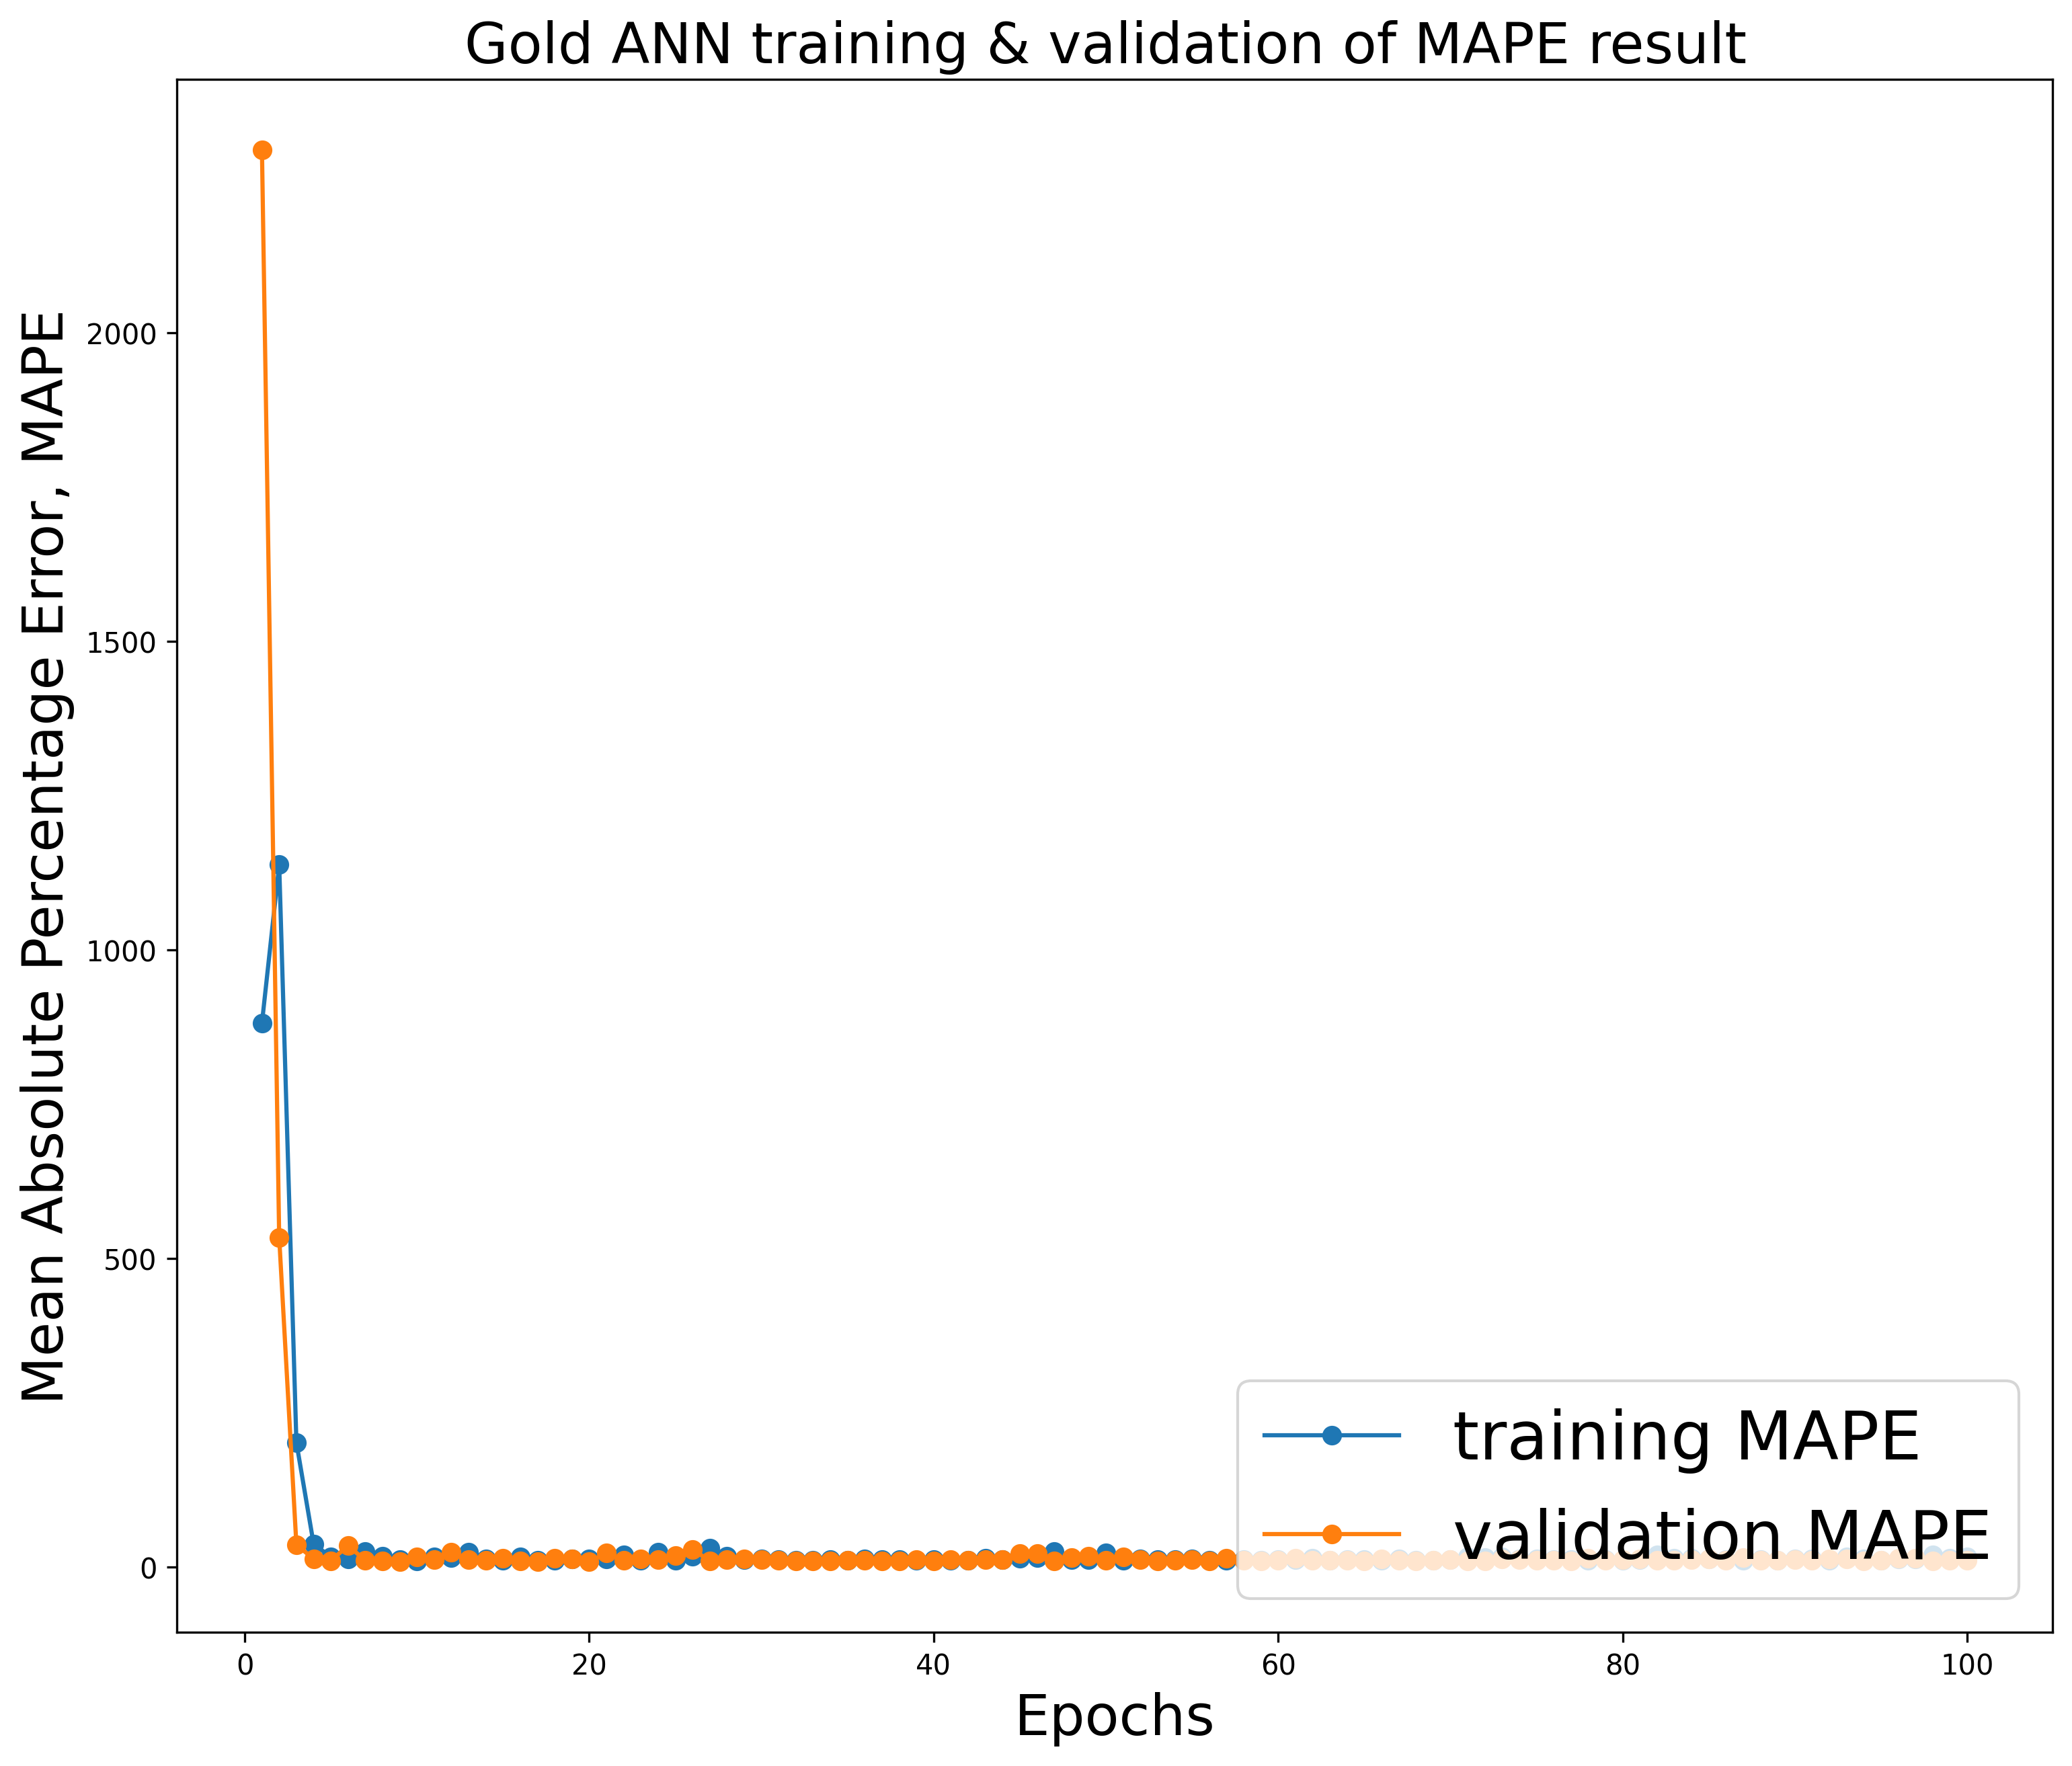 Gold ANN training & validation of MAPE result
Mean Absolute Percentage Error, MAPE
2000
1500
1000
500
0
training MAPE
validation MAPE
0 20 40 60 80 100
Epochs